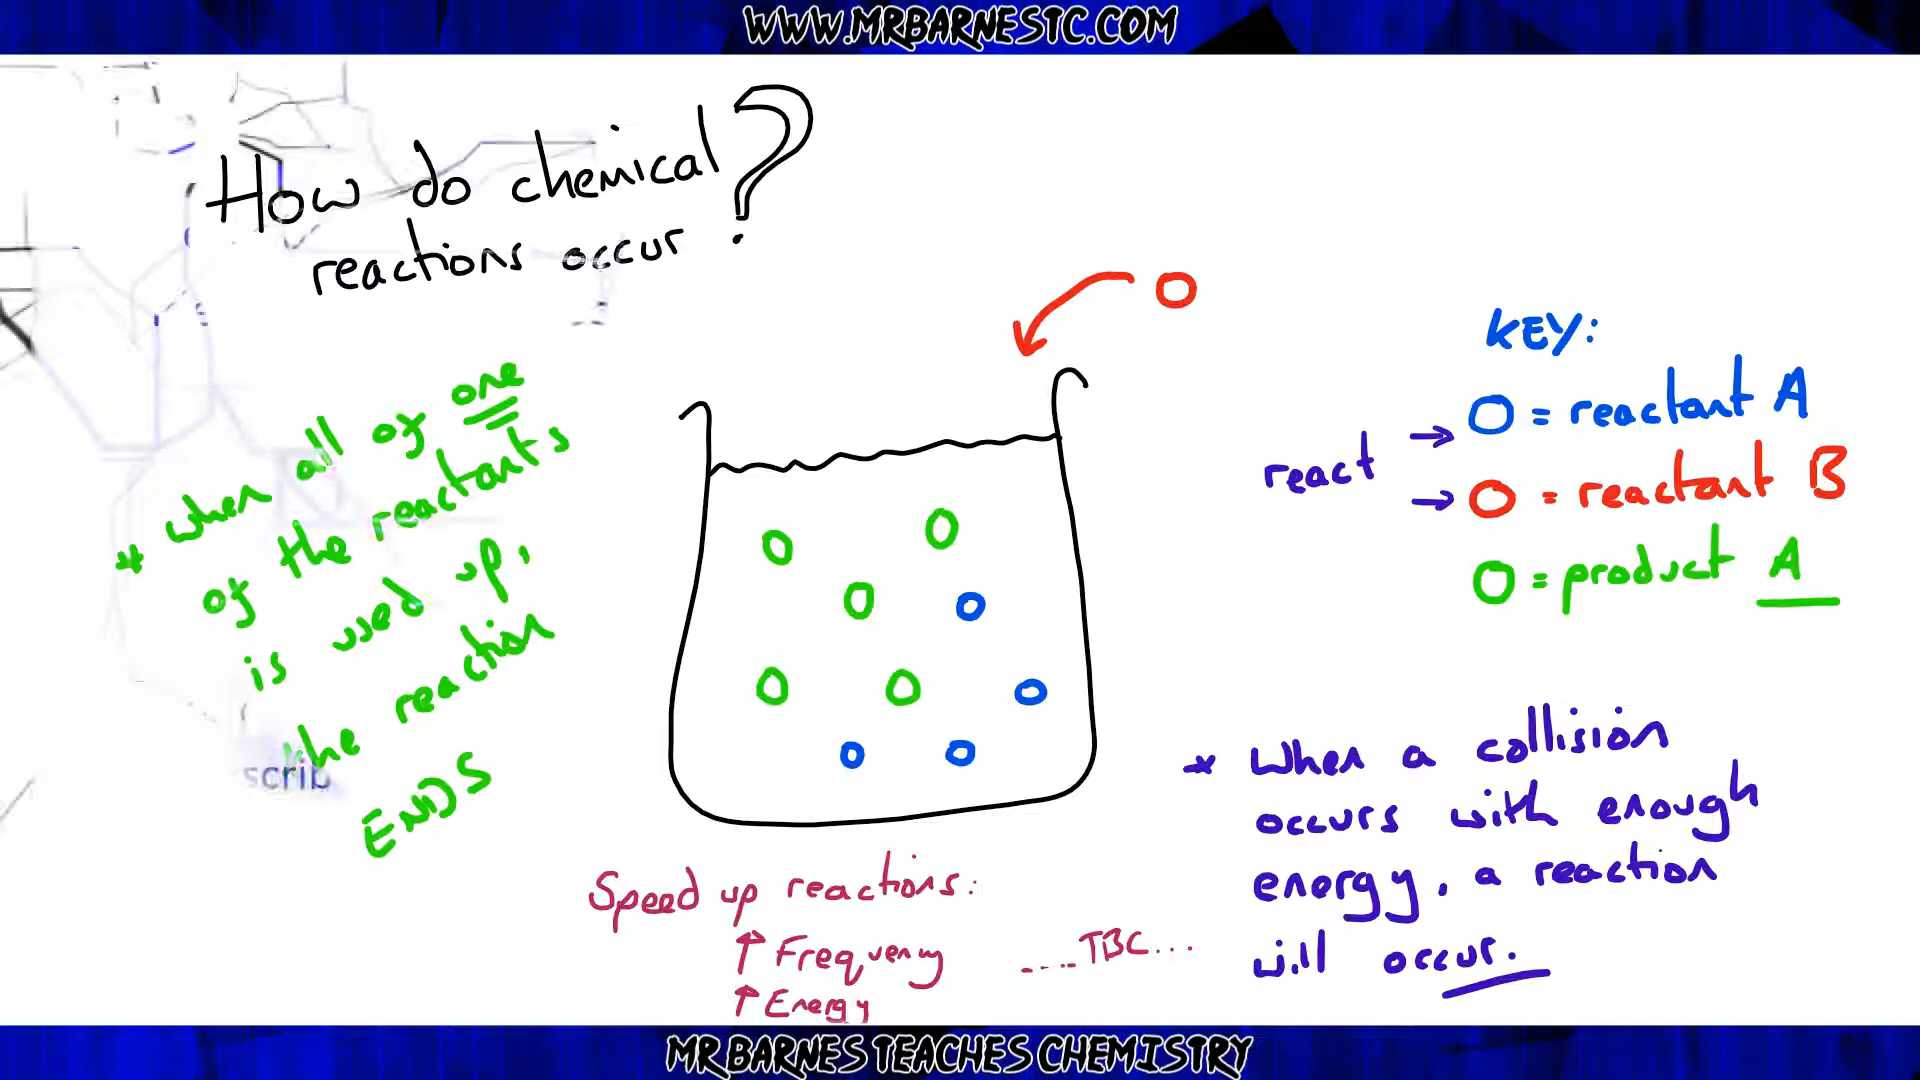 WWW.MRBARNESTC.COM
How do chemical
reactions occur ?
KEY:
O = reactant A
react → → O = reactant B
O = product A
* when all of one
of the reactants
is used up,
the reaction
ENDS
scrib
* When a collision
occurs with enough
energy, a reaction
will occur.
Speed up reactions:
↑ Frequency ....TBC...
↑ Energy
MR BARNES TEACHES CHEMISTRY